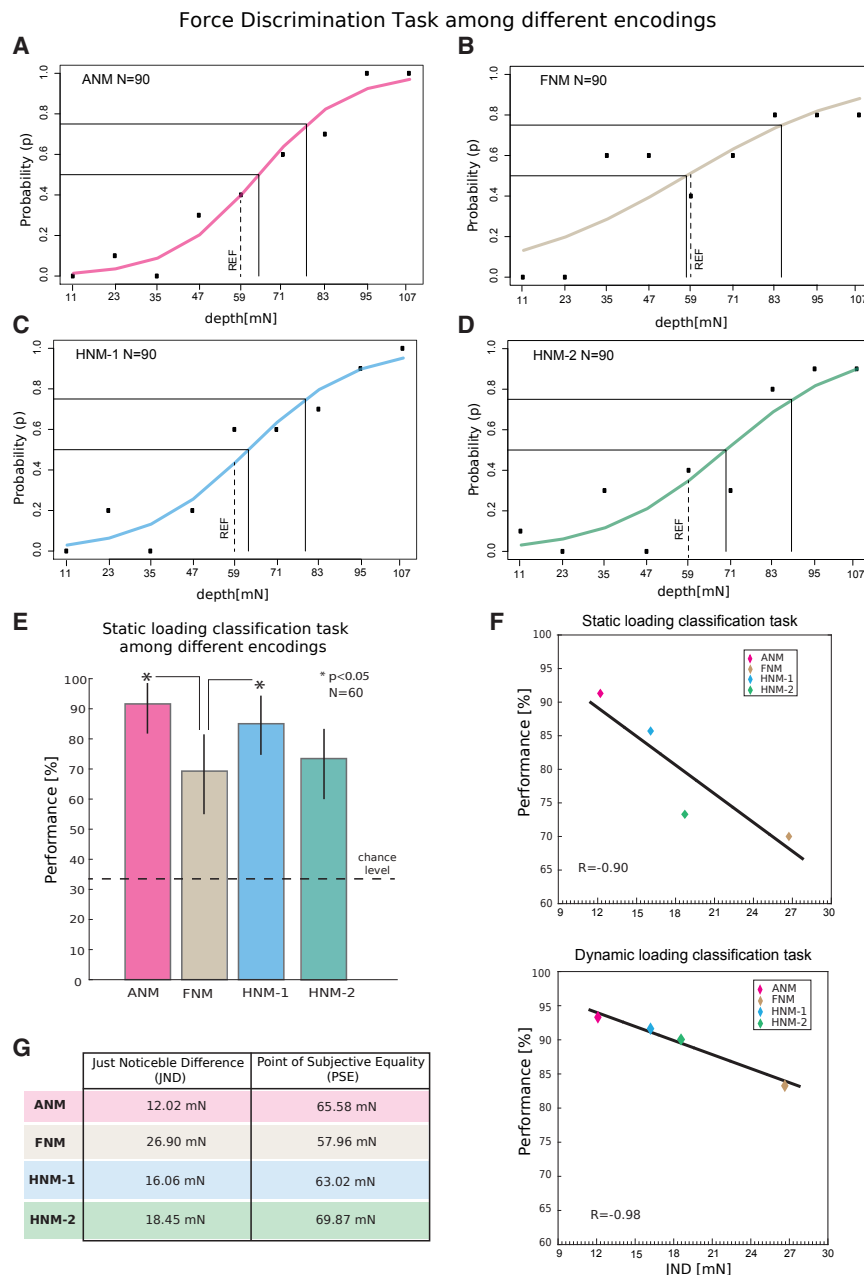 Force Discrimination Task among different encodings
A
ANM N=90
Probability (p)
1.0
0.8
0.6
0.4
0.2
0.0
REF
11 23 35 47 59 71 83 95 107
depth[mN]
B
FNM N=90
Probability (p)
1.0
0.8
0.6
0.4
0.2
0.0
REF
11 23 35 47 59 71 83 95 107
depth[mN]
C
HNM-1 N=90
Probability (p)
1.0
0.8
0.6
0.4
0.2
0.0
REF
11 23 35 47 59 71 83 95 107
depth[mN]
D
HNM-2 N=90
Probability (p)
1.0
0.8
0.6
0.4
0.2
0.0
REF
11 23 35 47 59 71 83 95 107
depth[mN]
E
Static loading classification task
among different encodings
* p<0.05
N=60
* *
Performance [%]
100
90
80
70
60
50
40
30
20
10
0
chance
level
ANM FNM HNM-1 HNM-2
F
Static loading classification task
Performance [%]
100
95
90
85
80
75
70
65
60
ANM
FNM
HNM-1
HNM-2
R=-0.90
9 12 15 18 21 24 27 30
Dynamic loading classification task
Performance [%]
100
95
90
85
80
75
70
65
60
ANM
FNM
HNM-1
HNM-2
R=-0.98
9 12 15 18 21 24 27 30
JND [mN]
G
Just Noticeble Difference
(JND)
Point of Subjective Equality
(PSE)
ANM 12.02 mN 65.58 mN
FNM 26.90 mN 57.96 mN
HNM-1 16.06 mN 63.02 mN
HNM-2 18.45 mN 69.87 mN